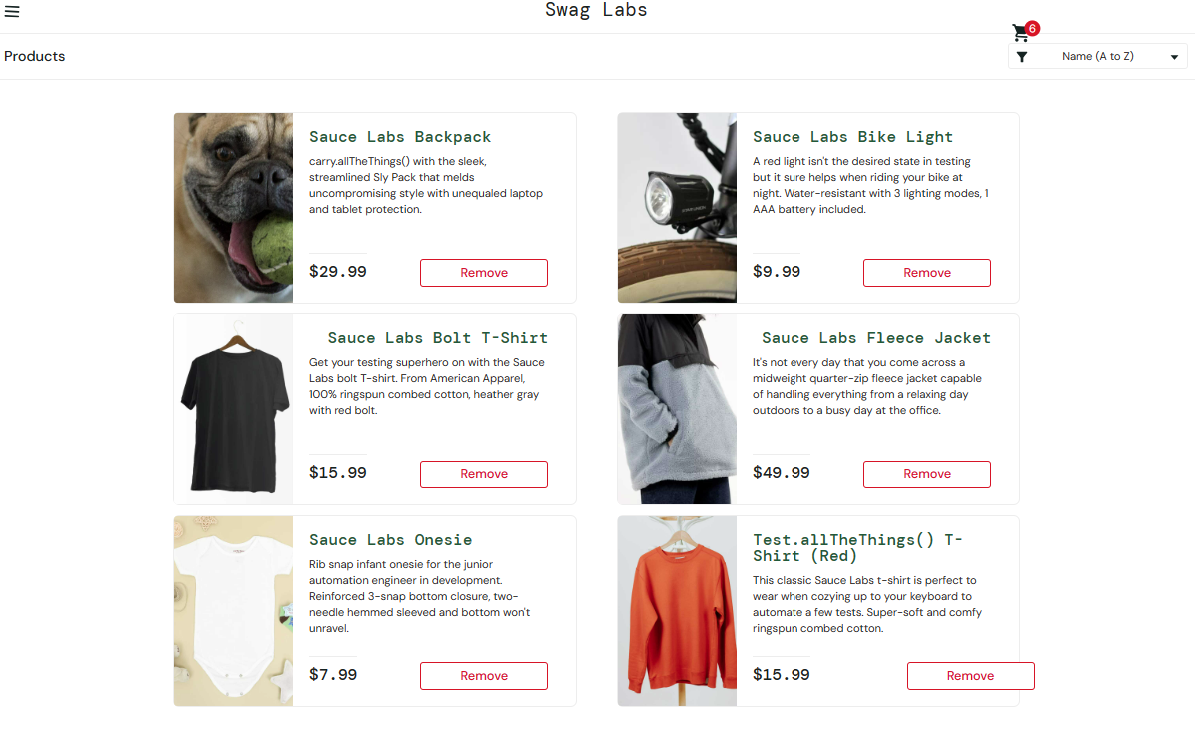 Swag Labs
6
Products
Name (A to Z)
Sauce Labs Backpack
carry.allTheThings() with the sleek,
streamlined Sly Pack that melds
uncompromising style with unequaled laptop
and tablet protection.
$29.99
Remove
Sauce Labs Bike Light
A red light isn't the desired state in testing
but it sure helps when riding your bike at
night. Water-resistant with 3 lighting modes, 1
AAA battery included.
$9.99
Remove
Sauce Labs Bolt T-Shirt
Get your testing superhero on with the Sauce
Labs bolt T-shirt. From American Apparel,
100% ringspun combed cotton, heather gray
with red bolt.
$15.99
Remove
Sauce Labs Fleece Jacket
It's not every day that you come across a
midweight quarter-zip fleece jacket capable
of handling everything from a relaxing day
outdoors to a busy day at the office.
$49.99
Remove
Sauce Labs Onesie
Rib snap infant onesie for the junior
automation engineer in development.
Reinforced 3-snap bottom closure, two-
needle hemmed sleeved and bottom won't
unravel.
$7.99
Remove
Test.allTheThings() T-
Shirt (Red)
This classic Sauce Labs t-shirt is perfect to
wear when cozying up to your keyboard to
automate a few tests. Super-soft and comfy
ringspun combed cotton.
$15.99
Remove